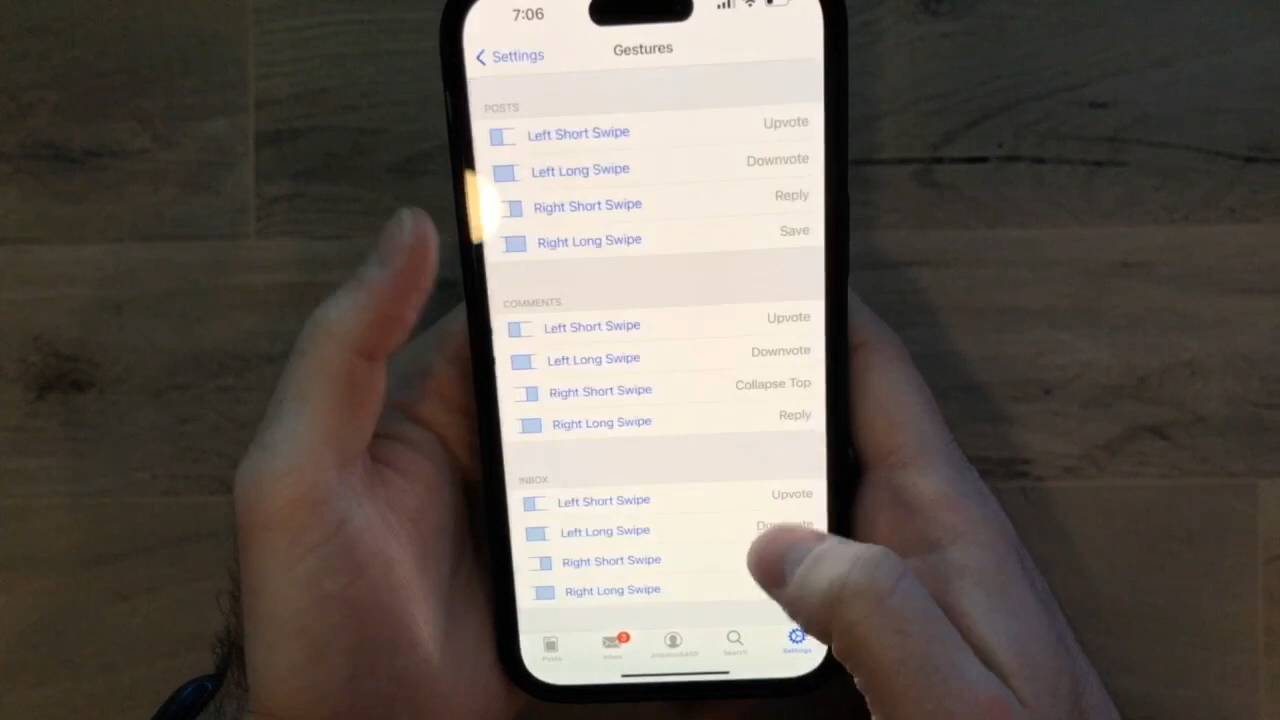 7:06
Settings
Gestures
POSTS
Left Short Swipe Upvote
Left Long Swipe Downvote
Right Short Swipe Reply
Right Long Swipe Save
COMMENTS
Left Short Swipe Upvote
Left Long Swipe Downvote
Right Short Swipe Collapse Top
Right Long Swipe Reply
INBOX
Left Short Swipe Upvote
Left Long Swipe Downvote
Right Short Swipe
Right Long Swipe
3
Posts Inbox Search Settings